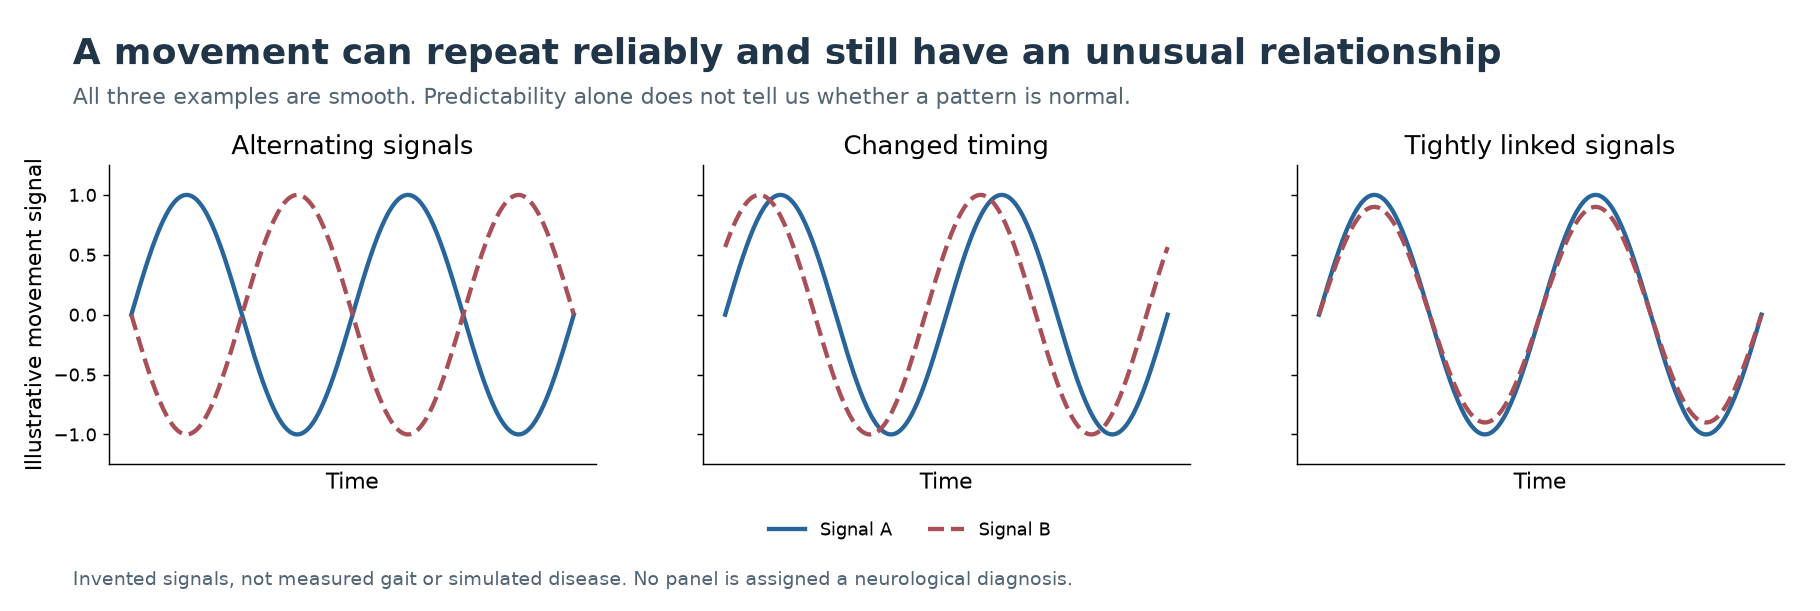 A movement can repeat reliably and still have an unusual relationship
All three examples are smooth. Predictability alone does not tell us whether a pattern is normal.
Alternating signals
Changed timing
Tightly linked signals
Illustrative movement signal
1.0
0.5
0.0
−0.5
−1.0
Time
Time
Time
Signal A
Signal B
Invented signals, not measured gait or simulated disease. No panel is assigned a neurological diagnosis.